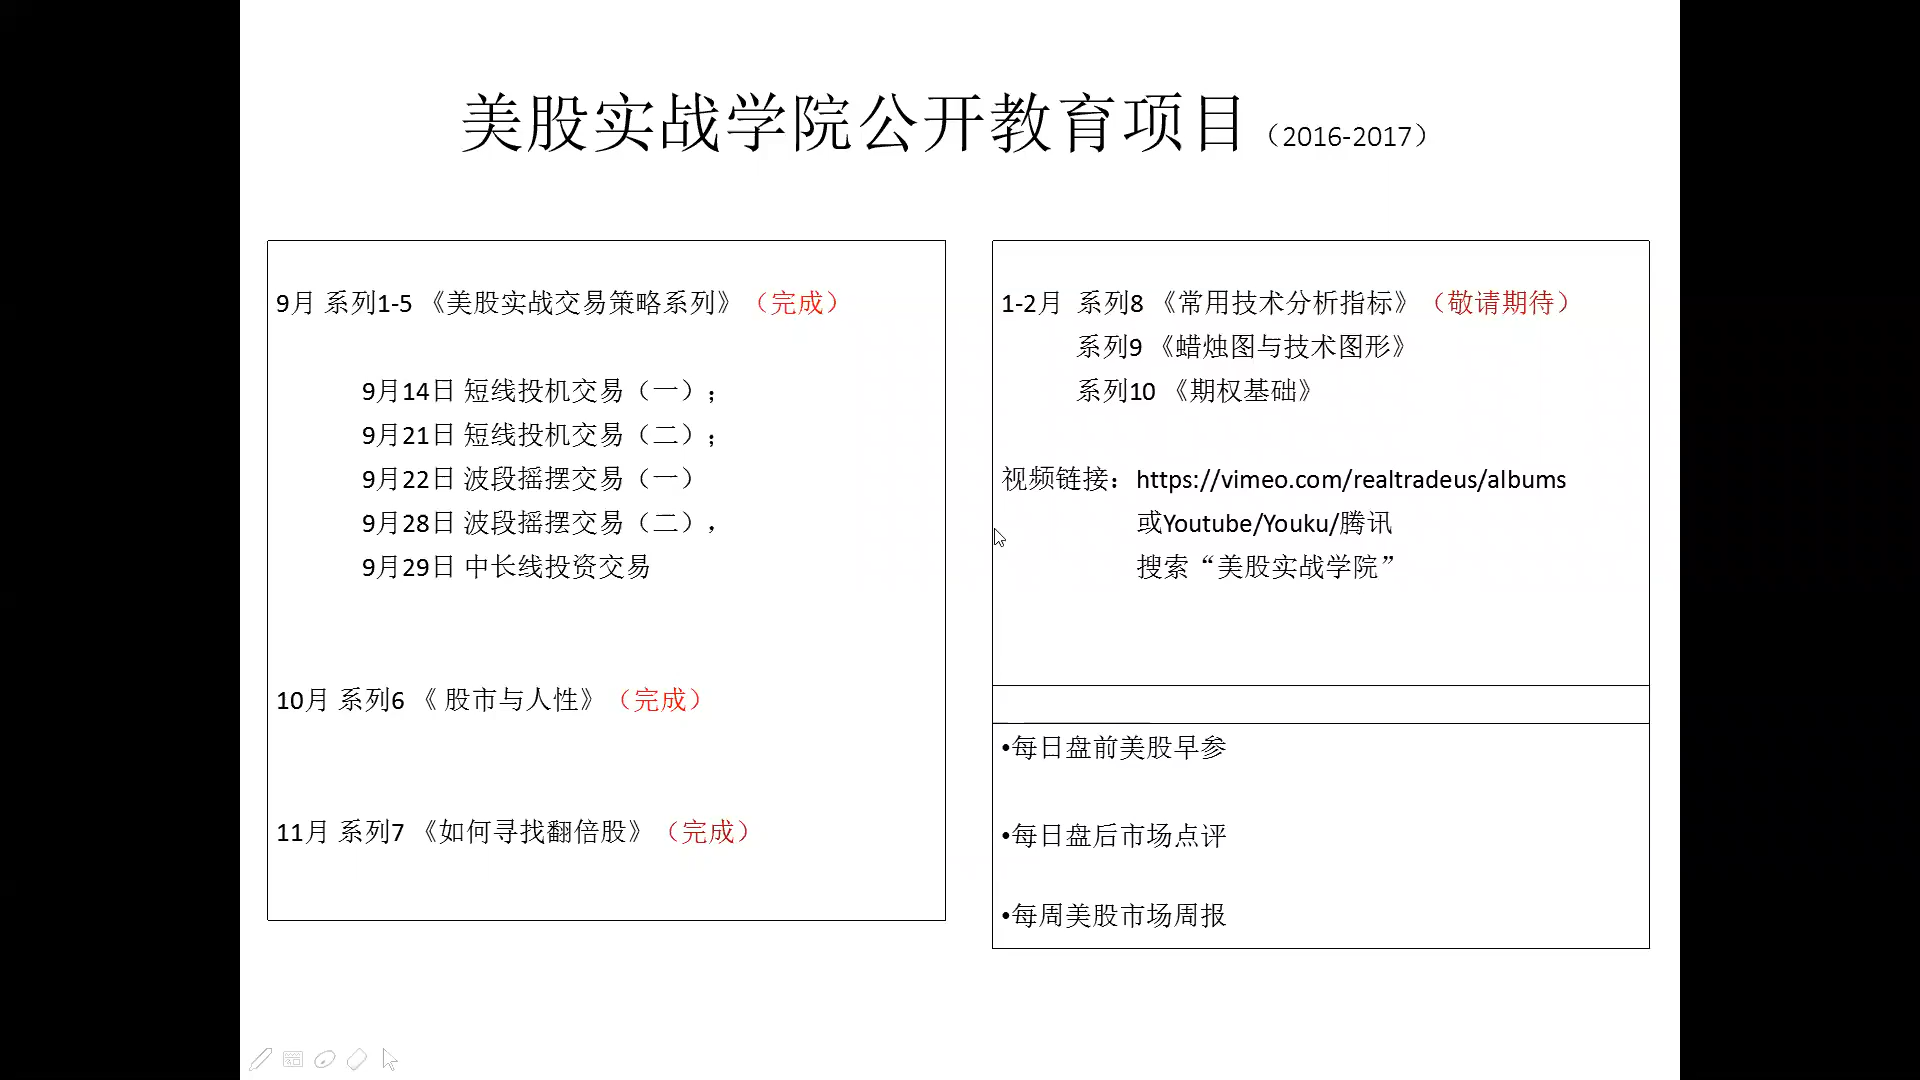 美股实战学院公开教育项目（2016-2017）
9月 系列1-5 《美股实战交易策略系列》（完成）
9月14日 短线投机交易（一）；
9月21日 短线投机交易（二）；
9月22日 波段摇摆交易（一）
9月28日 波段摇摆交易（二），
9月29日 中长线投资交易
10月 系列6 《 股市与人性》（完成）
11月 系列7 《如何寻找翻倍股》（完成）
1-2月 系列8 《常用技术分析指标》（敬请期待）
系列9 《蜡烛图与技术图形》
系列10 《期权基础》
视频链接：https://vimeo.com/realtradeus/albums
或Youtube/Youku/腾讯
搜索“美股实战学院”
•每日盘前美股早参
•每日盘后市场点评
•每周美股市场周报